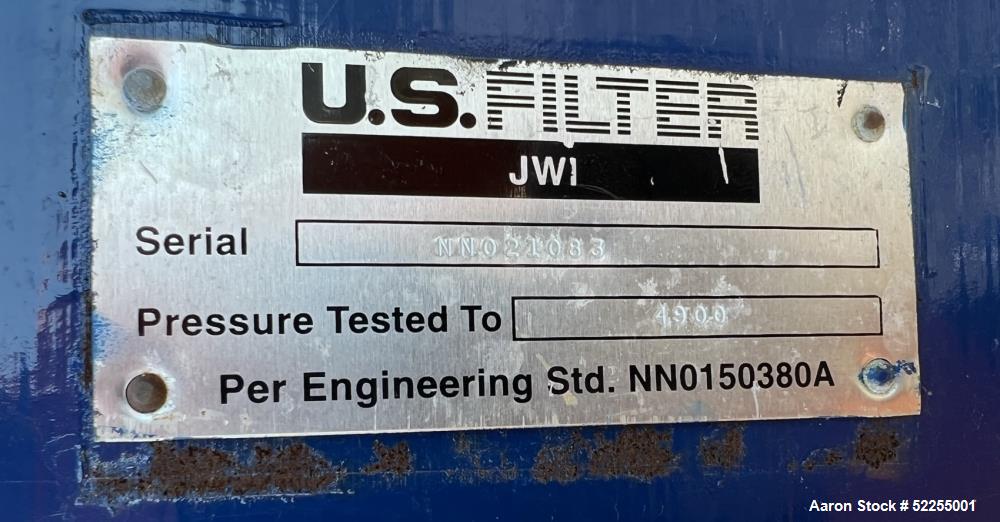 U.S. FILTER
JWI
Serial NN021083
Pressure Tested To 4900
Per Engineering Std. NN0150380A
Aaron Stock # 52255001